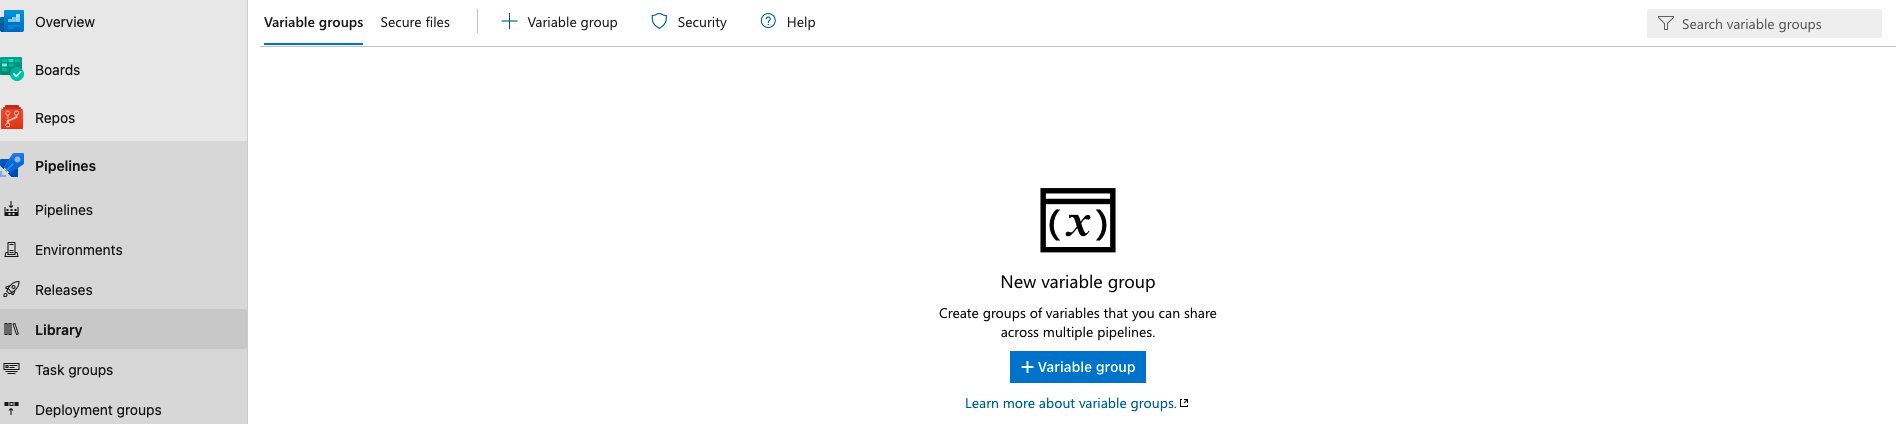 Overview
Boards
Repos
Pipelines
Pipelines
Environments
Releases
Library
Task groups
Deployment groups
Variable groups Secure files Variable group Security Help Search variable groups
(x)
New variable group
Create groups of variables that you can share
across multiple pipelines.
+ Variable group
Learn more about variable groups.